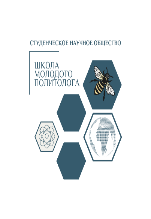 СТУДЕНЧЕСКОЕ НАУЧНОЕ ОБЩЕСТВО
ШКОЛА
МОЛОДОГО
ПОЛИТОЛОГА